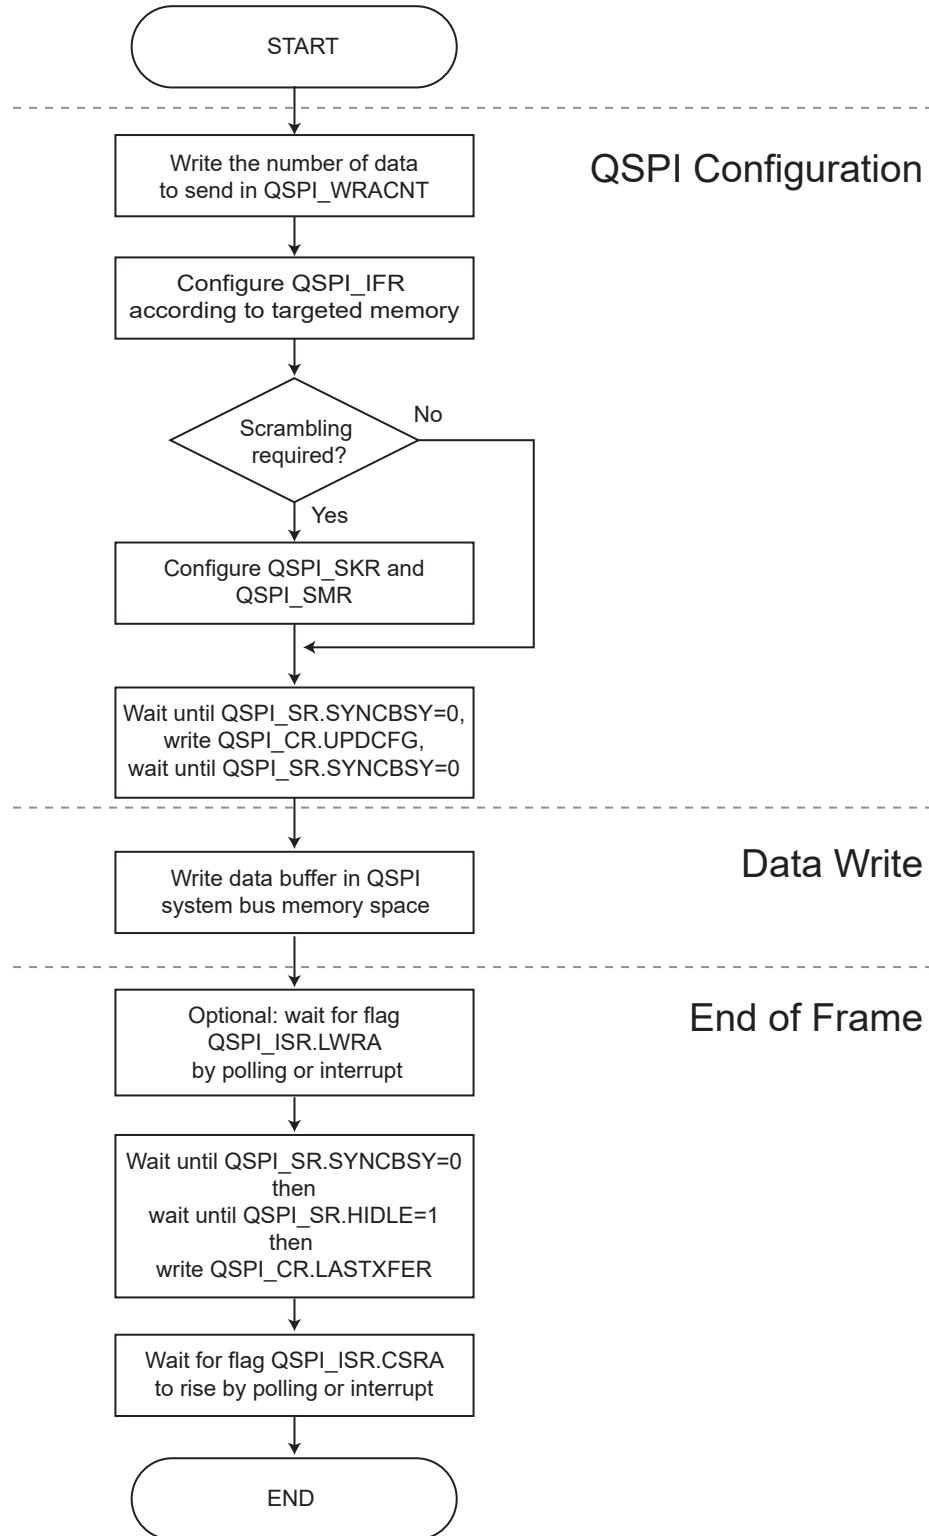 START
QSPI Configuration
Write the number of data
to send in QSPI_WRACNT
Configure QSPI_IFR
according to targeted memory
Scrambling
required?
No
Yes
Configure QSPI_SKR and
QSPI_SMR
Wait until QSPI_SR.SYNCBSY=0,
write QSPI_CR.UPDCFG,
wait until QSPI_SR.SYNCBSY=0
Data Write
Write data buffer in QSPI
system bus memory space
End of Frame
Optional: wait for flag
QSPI_ISR.LWRA
by polling or interrupt
Wait until QSPI_SR.SYNCBSY=0
then
wait until QSPI_SR.HIDLE=1
then
write QSPI_CR.LASTXFER
Wait for flag QSPI_ISR.CSRA
to rise by polling or interrupt
END